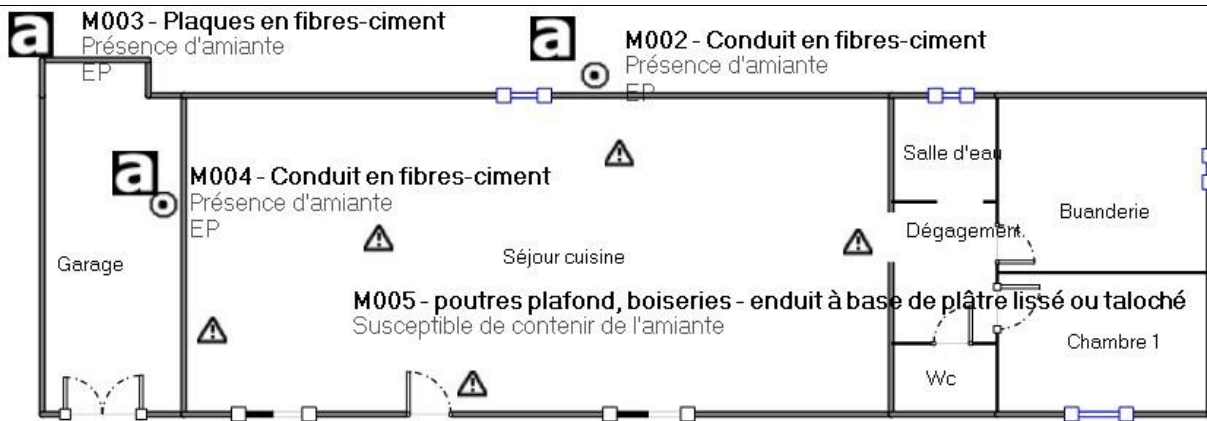 a
M003 - Plaques en fibres-ciment
Présence d'amiante
EP
a
M002 - Conduit en fibres-ciment
Présence d'amiante
EP
a
M004 - Conduit en fibres-ciment
Présence d'amiante
EP
Salle d'eau
Dégagement
Buanderie
Garage
Séjour cuisine
M005 - poutres plafond, boiseries - enduit à base de plâtre lissé ou taloché
Susceptible de contenir de l'amiante
Chambre 1
Wc